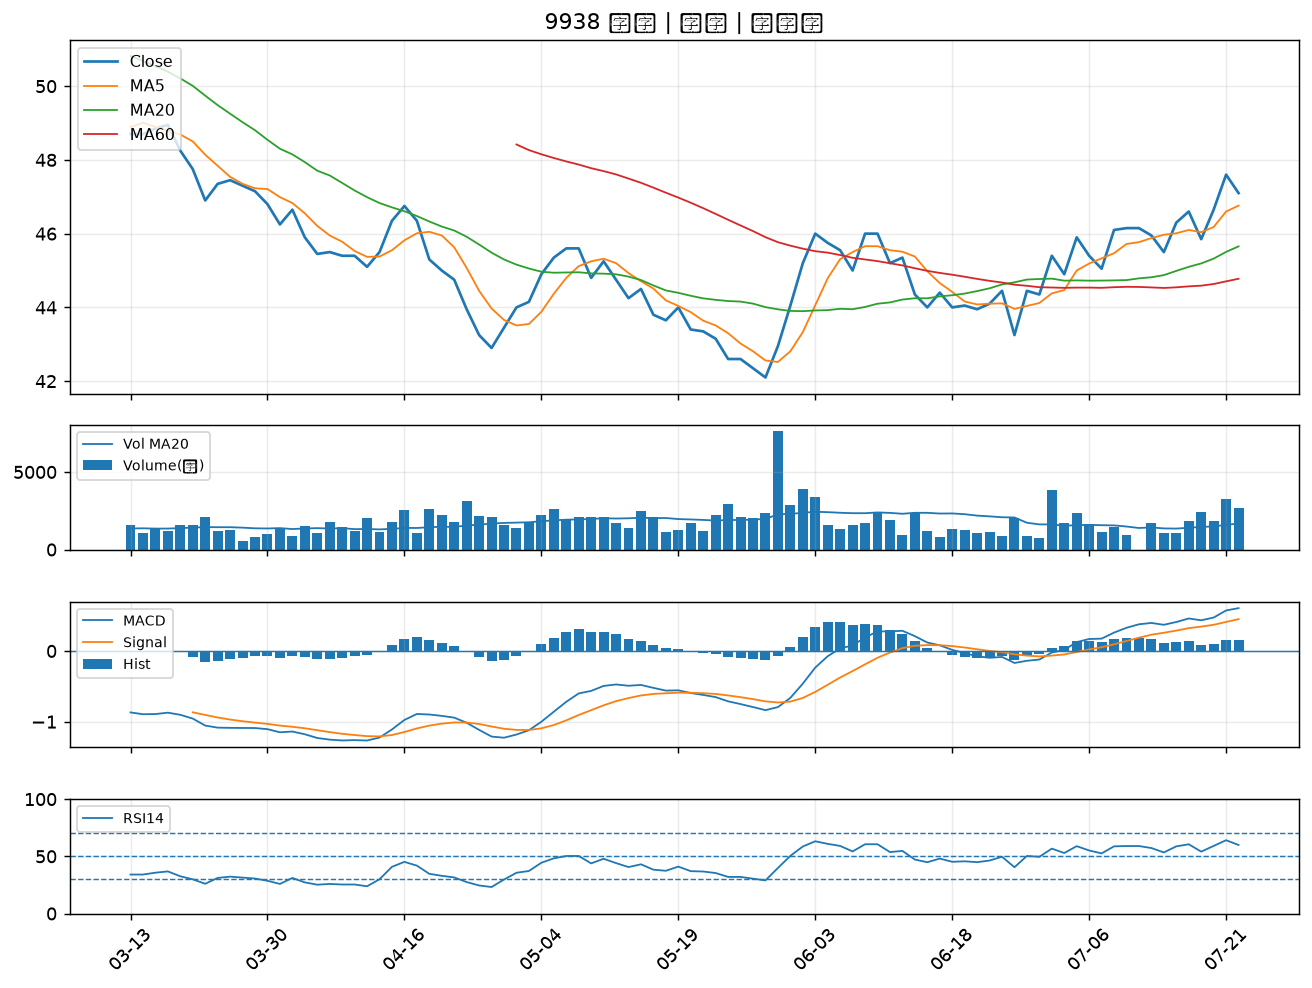 9938 | |
Close
MA5
MA20
MA60
50
48
46
44
42
Vol MA20
Volume( )
5000
0
MACD
Signal
Hist
0
−1
RSI14
100
50
0
03-13 03-30 04-16 05-04 05-19 06-03 06-18 07-06 07-21